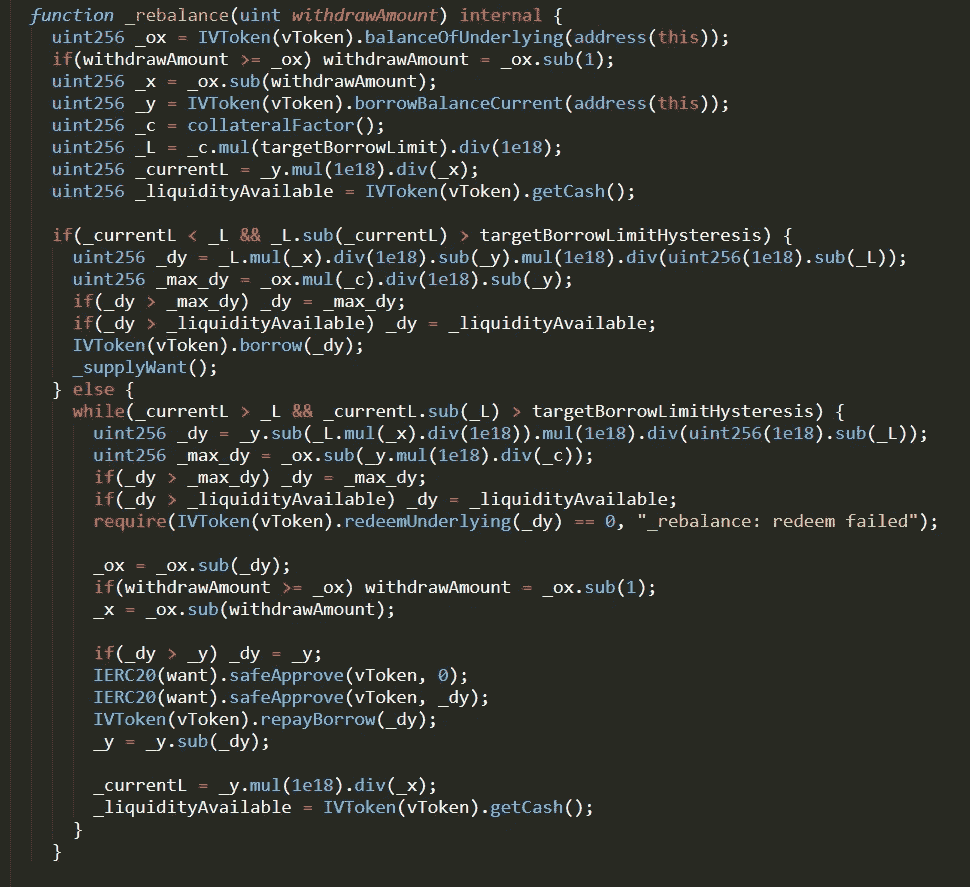 function _rebalance(uint withdrawAmount) internal {
uint256 _ox = IVToken(vToken).balanceOfUnderlying(address(this));
if(withdrawAmount >= _ox) withdrawAmount = _ox.sub(1);
uint256 _x = _ox.sub(withdrawAmount);
uint256 _y = IVToken(vToken).borrowBalanceCurrent(address(this));
uint256 _c = collateralFactor();
uint256 _L = _c.mul(targetBorrowLimit).div(1e18);
uint256 _currentL = _y.mul(1e18).div(_x);
uint256 _liquidityAvailable = IVToken(vToken).getCash();
if(_currentL < _L && _L.sub(_currentL) > targetBorrowLimitHysteresis) {
uint256 _dy = _L.mul(_x).div(1e18).sub(_y).mul(1e18).div(uint256(1e18).sub(_L));
uint256 _max_dy = _ox.mul(_c).div(1e18).sub(_y);
if(_dy > _max_dy) _dy = _max_dy;
if(_dy > _liquidityAvailable) _dy = _liquidityAvailable;
IVToken(vToken).borrow(_dy);
_supplyWant();
} else {
while(_currentL > _L && _currentL.sub(_L) > targetBorrowLimitHysteresis) {
uint256 _dy = _y.sub(_L.mul(_x).div(1e18)).mul(1e18).div(uint256(1e18).sub(_L));
uint256 _max_dy = _ox.sub(_y.mul(1e18).div(_c));
if(_dy > _max_dy) _dy = _max_dy;
if(_dy > _liquidityAvailable) _dy = _liquidityAvailable;
require(IVToken(vToken).redeemUnderlying(_dy) == 0, "_rebalance: redeem failed");
_ox = _ox.sub(_dy);
if(withdrawAmount >= _ox) withdrawAmount = _ox.sub(1);
_x = _ox.sub(withdrawAmount);
if(_dy > _y) _dy = _y;
IERC20(want).safeApprove(vToken, 0);
IERC20(want).safeApprove(vToken, _dy);
IVToken(vToken).repayBorrow(_dy);
_y = _y.sub(_dy);
_currentL = _y.mul(1e18).div(_x);
_liquidityAvailable = IVToken(vToken).getCash();
}
}